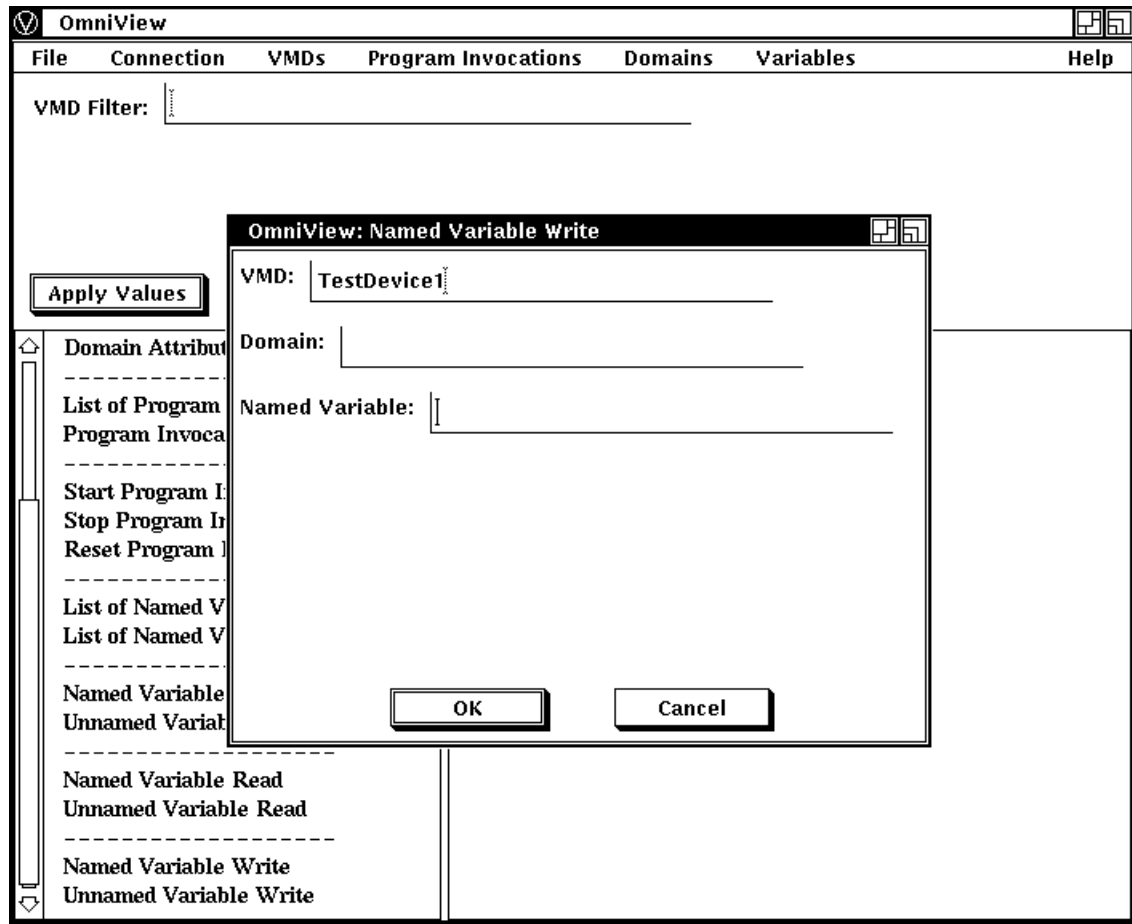 OmniView
File Connection VMDs Program Invocations Domains Variables Help
VMD Filter:
OmniView: Named Variable Write
VMD: TestDevice1
Domain:
Named Variable:
OK Cancel
Apply Values
Domain Attribut
List of Program
Program Invoca
Start Program
Stop Program
Reset Program
List of Named V
List of Named V
Named Variable
Unnamed Variab
Named Variable Read
Unnamed Variable Read
Named Variable Write
Unnamed Variable Write